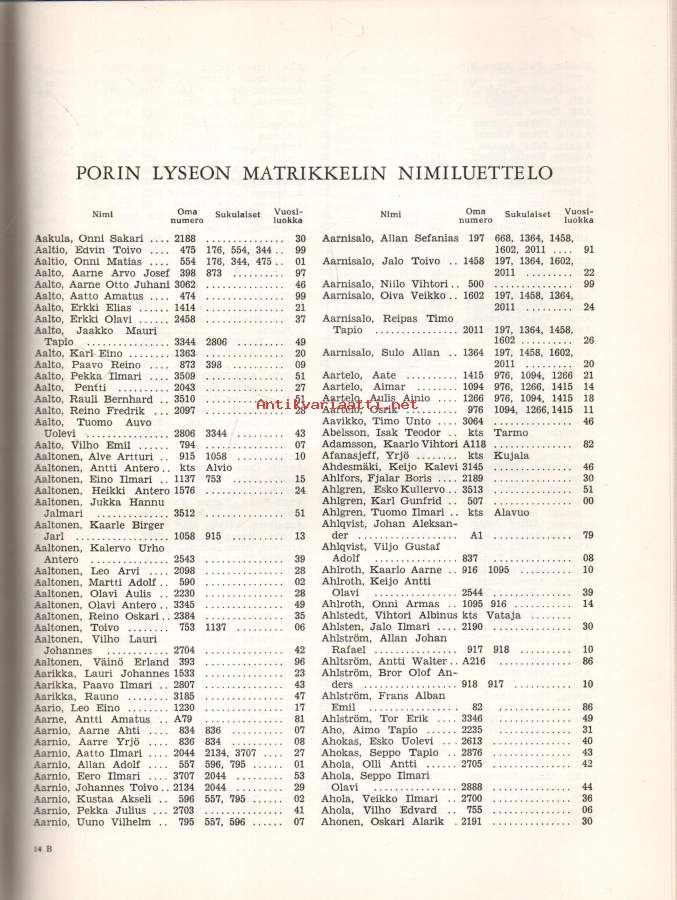 PORIN LYSEON MATRIKKELIN NIMILUETTELO
Nimi Oma numero Sukulaiset Vuosi- luokka
Aakula, Onni Sakari .... 2188 ............... 30
Aaltio, Edvin Toivo .... 475 176, 554, 344 .. 99
Aaltio, Onni Matias .... 554 176, 344, 475 .. 01
Aalto, Aarne Arvo Josef 398 873 ............ 97
Aalto, Aarne Otto Juhani 3062 ............... 46
Aalto, Aatto Amatus .... 474 ............... 99
Aalto, Erkki Elias ...... 1414 ............... 21
Aalto, Erkki Olavi ...... 2458 ............... 37
Aalto, Jaakko Mauri
Tapio ................ 3344 2806 ........... 49
Aalto, Karl Eino ........ 1363 ............... 20
Aalto, Paavo Reino .... 873 398 ............ 09
Aalto, Pekka Ilmari .... 3509 ............... 51
Aalto, Pentti .......... 2043 ............... 27
Aalto, Rauli Bernhard .. 3510 ............... 51
Aalto, Reino Fredrik ... 2097 ............... 28
Aalto, Tuomo Auvo
Uolevi ................ 2806 3344 ........... 43
Aalto, Vilho Emil ...... 794 ............... 07
Aaltonen, Alve Artturi .. 915 1058 ........... 10
Aaltonen, Antti Antero.. kts Alvio
Aaltonen, Eino Ilmari .. 1137 753 ............ 15
Aaltonen, Heikki Antero 1576 ............... 24
Aaltonen, Jukka Hannu
Jalmari .............. 3512 ............... 51
Aaltonen, Kaarle Birger
Jarl .................. 1058 915 ............ 13
Aaltonen, Kalervo Urho
Antero ................ 2543 ............... 39
Aaltonen, Leo Arvi .... 2098 ............... 28
Aaltonen, Martti Adolf .. 590 ............... 02
Aaltonen, Olavi Aulis .. 2230 ............... 28
Aaltonen, Olavi Antero.. 3345 ............... 49
Aaltonen, Reino Oskari.. 2384 ............... 35
Aaltonen, Toivo ........ 753 1137 ........... 06
Aaltonen, Vilho Lauri
Johannes ............ 2704 ............... 42
Aaltonen, Väinö Erland 393 ............... 96
Aarikka, Lauri Johannes 1533 ............... 23
Aarikka, Paavo Ilmari .. 2807 ............... 43
Aarikka, Rauno ........ 3185 ............... 47
Aario, Leo Eino ........ 1230 ............... 17
Aarne, Antti Amatus .. A79 ............... 81
Aarnio, Aarne Ahti .... 834 836 ............ 07
Aarnio, Aarre Yrjö .... 836 834 ............ 08
Aarnio, Aatto Ilmari .... 2044 2134, 3707 .... 27
Aarnio, Allan Adolf .... 557 596, 795 ...... 01
Aarnio, Eero Ilmari .... 3707 2044 ........... 53
Aarnio, Johannes Toivo.. 2134 2044 ........... 29
Aarnio, Kustaa Akseli .. 596 557, 795 ...... 02
Aarnio, Pekka Julius ... 2703 ............... 41
Aarnio, Uuno Vilhelm .. 795 557, 596 ...... 07
14 B
Nimi Oma numero Sukulaiset Vuosi- luokka
Aarnisalo, Allan Sefanias 197 668, 1364, 1458,
1602, 2011 .... 91
Aarnisalo, Jalo Toivo .. 1458 197, 1364, 1602,
2011 ......... 22
Aarnisalo, Niilo Vihtori.. 500 .............. 99
Aarnisalo, Oiva Veikko.. 1602 197, 1458, 1364,
2011 ......... 24
Aarnisalo, Reipas Timo
Tapio ................ 2011 197, 1364, 1458,
1602 ......... 26
Aarnisalo, Sulo Allan .. 1364 197, 1458, 1602,
2011 ......... 20
Aartelo, Aate .......... 1415 976, 1094, 1266 21
Aartelo, Aimar ........ 1094 976, 1266, 1415 14
Aartelo, Aulis Ainio .... 1266 976, 1094, 1415 18
Aartelo, Osrik .......... 976 1094, 1266, 1415 11
Antikvariaatti.net
Aavikko, Timo Unto .... 3064 ............... 46
Abelsson, Isak Teodor .. kts Tarmo
Adamsson, Kaarlo Vihtori A118 .............. 82
Afanasjeff, Yrjö ........ kts Kujala
Ahdesmäki, Keijo Kalevi 3145 .............. 46
Ahlfors, Fjalar Boris .... 2189 .............. 30
Ahlgren, Esko Kullervo.. 3513 .............. 51
Ahlgren, Karl Gunfrid .. 507 .............. 00
Ahlgren, Tuomo Ilmari .. kts Alavuo
Ahlqvist, Johan Aleksan-
der .................. A1 .............. 79
Ahlqvist, Viljo Gustaf
Adolf ................ 837 .............. 08
Ahlroth, Kaarlo Aarne .. 916 1095 .......... 10
Ahlroth, Keijo Antti
Olavi ................ 2544 .............. 39
Ahlroth, Onni Armas .. 1095 916 ........... 14
Ahlstedt, Vihtori Albinus kts Vataja ........
Ahlsten, Jalo Ilmari .... 2190 .............. 30
Ahlström, Allan Johan
Rafael ................ 917 918 ........... 10
Ahltsröm, Antti Walter.. A216 .............. 86
Ahlström, Bror Olof An-
ders .................. 918 917 ........... 10
Ahlström, Frans Alban
Emil .................. 82 .............. 86
Ahlström, Tor Erik .... 3346 .............. 49
Aho, Aimo Tapio ...... 2235 .............. 31
Ahokas, Esko Uolevi ... 2613 .............. 40
Ahokas, Seppo Tapio .. 2876 .............. 43
Ahola, Olli Antti ...... 2705 .............. 42
Ahola, Seppo Ilmari
Olavi ................ 2888 .............. 44
Ahola, Veikko Ilmari .. 2700 .............. 36
Ahola, Vilho Edvard .. 755 .............. 06
Ahonen, Oskari Alarik . 2191 .............. 30